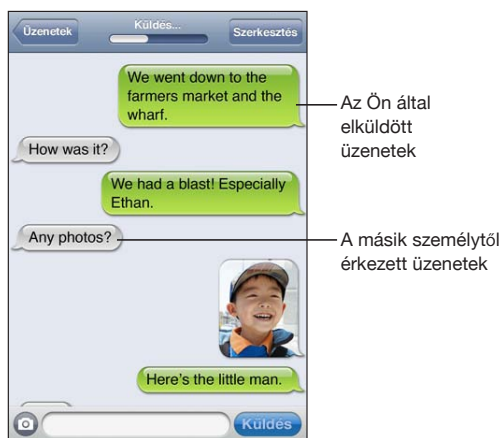 Üzenetek
Küldés...
Szerkesztés
We went down to the
farmers market and the
wharf.
Az Ön által
elküldött
üzenetek
How was it?
We had a blast! Especially
Ethan.
Any photos?
A másik személytől
érkezett üzenetek
Here's the little man.
Küldés